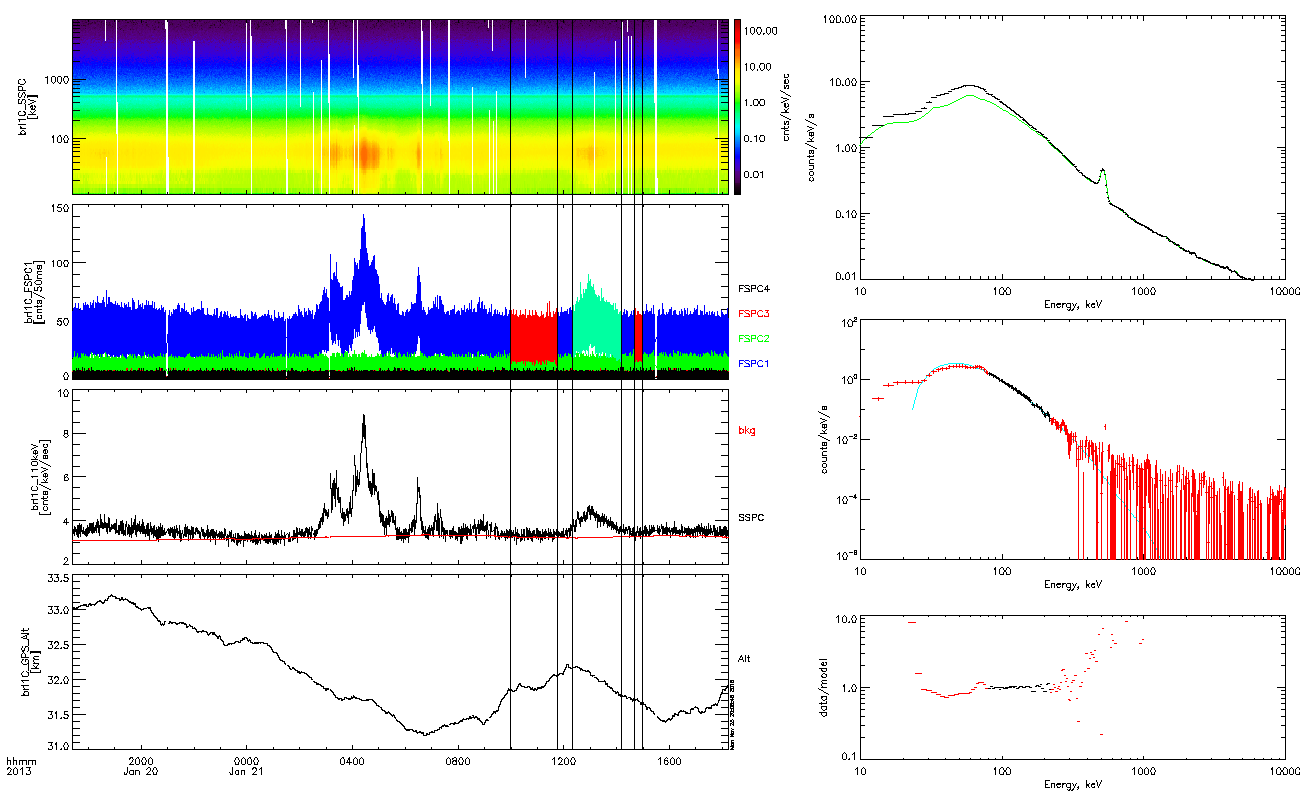 brl1C_SSPC
[keV]
1000
100
100.00
10.00
1.00
0.10
0.01
cnts/keV/sec
brl1C_FSPC1
[cnts/50ms]
150
100
50
0
FSPC4
FSPC3
FSPC2
FSPC1
brl1C_110keV
[cnts/keV/sec]
10
8
6
4
2
bkg
SSPC
brl1C_GPS_Alt
[km]
33.5
33.0
32.5
32.0
31.5
31.0
Alt
hhmm
2013
2000
Jan 20
0000
Jan 21
0400
0800
1200
1600
counts/keV/s
100.00
10.00
1.00
0.10
0.01
10
100
1000
10000
Energy, keV
counts/keV/s
10^2
10^0
10^-2
10^-4
10^-6
10
100
1000
10000
Energy, keV
data/model
10.0
1.0
0.1
10
100
1000
10000
Energy, keV